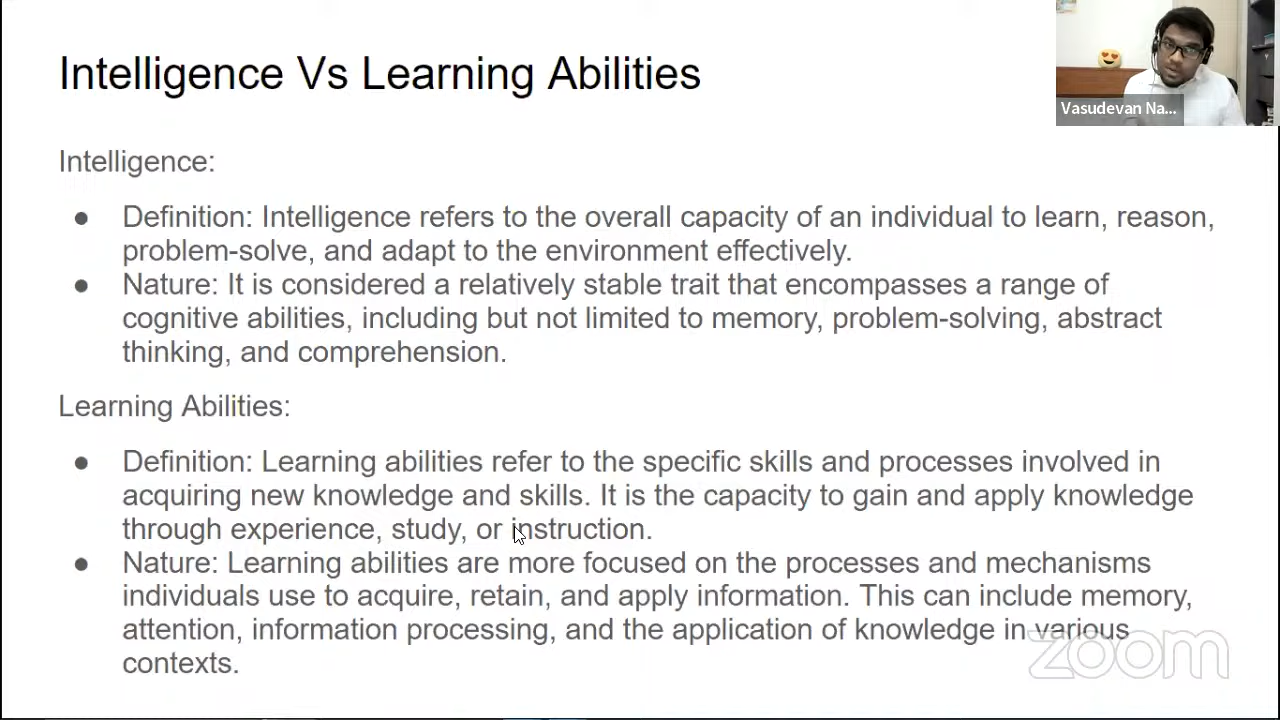 Intelligence Vs Learning Abilities
Vasudevan Na...
Intelligence:
● Definition: Intelligence refers to the overall capacity of an individual to learn, reason,
problem-solve, and adapt to the environment effectively.
● Nature: It is considered a relatively stable trait that encompasses a range of
cognitive abilities, including but not limited to memory, problem-solving, abstract
thinking, and comprehension.
Learning Abilities:
● Definition: Learning abilities refer to the specific skills and processes involved in
acquiring new knowledge and skills. It is the capacity to gain and apply knowledge
through experience, study, or instruction.
● Nature: Learning abilities are more focused on the processes and mechanisms
individuals use to acquire, retain, and apply information. This can include memory,
attention, information processing, and the application of knowledge in various
contexts.
zoom